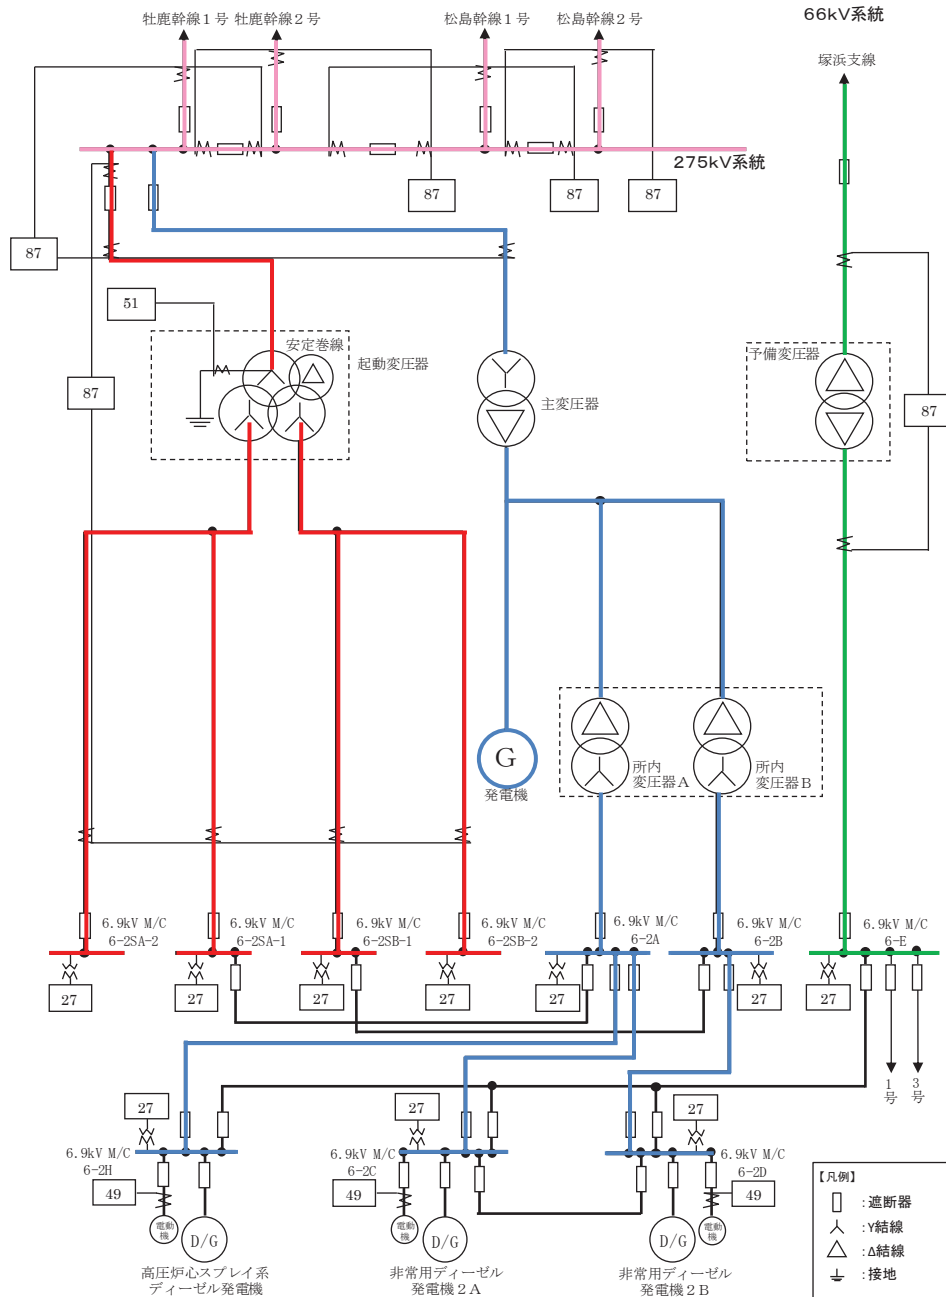 66kV系統
牡鹿幹線1号 牡鹿幹線2号 松島幹線1号 松島幹線2号
塚浜支線
275kV系統
87 87 87
87
51
安定巻線
起動変圧器
予備変圧器
87
主変圧器
87
G
発電機
所内
変圧器A
所内
変圧器B
6.9kV M/C
6-2SA-2
6.9kV M/C
6-2SA-1
6.9kV M/C
6-2SB-1
6.9kV M/C
6-2SB-2
6.9kV M/C
6-2A
6.9kV M/C
6-2B
6.9kV M/C
6-E
27 27 27 27 27 27 27
1
号
3
号
27 27 27
6.9kV M/C
6-2H
6.9kV M/C
6-2C
6.9kV M/C
6-2D
49 49 49
電動
機
D/G
電動
機
D/G
D/G
電動
機
高圧炉心スプレイ系
ディーゼル発電機
非常用ディーゼル
発電機2A
非常用ディーゼル
発電機2B
【凡例】
:遮断器
:Y結線
:Δ結線
:接地